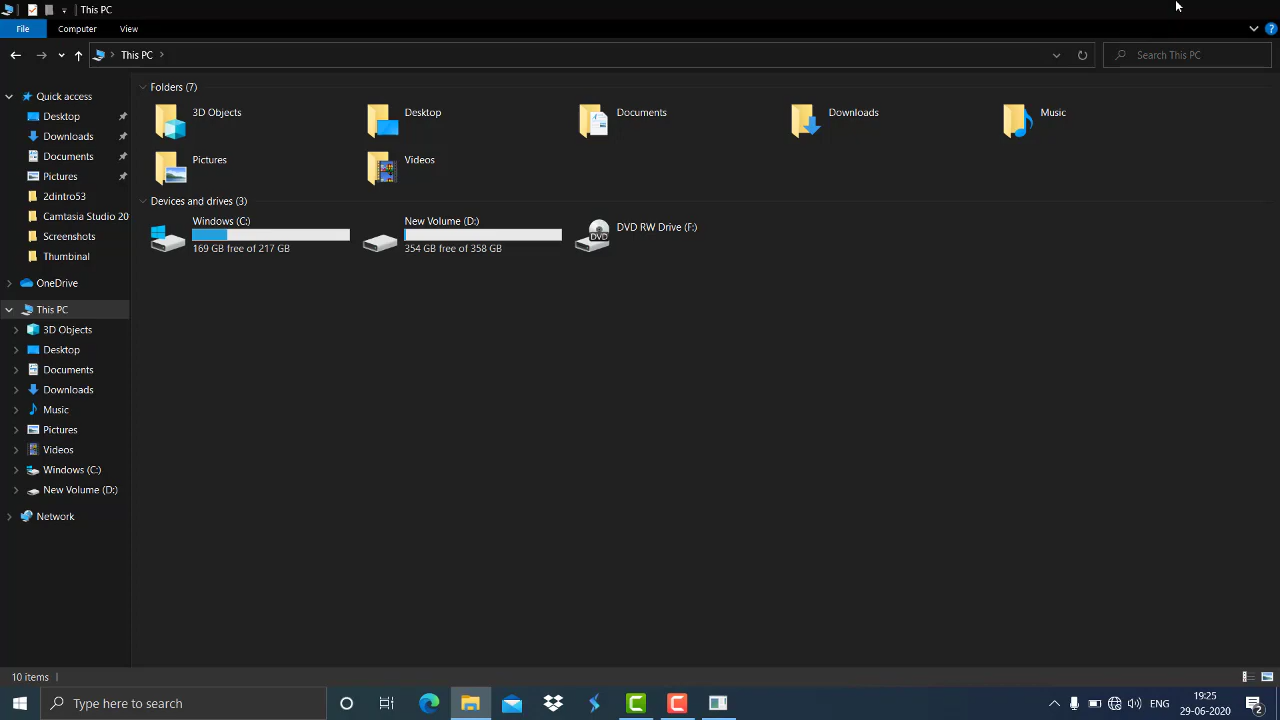 This PC
File
Computer
View
This PC
Search This PC
Quick access
Desktop
Downloads
Documents
Pictures
2dintro53
Camtasia Studio 20
Screenshots
Thumbinal
OneDrive
This PC
3D Objects
Desktop
Documents
Downloads
Music
Pictures
Videos
Windows (C:)
New Volume (D:)
Network
Folders (7)
3D Objects
Desktop
Documents
Downloads
Music
Pictures
Videos
Devices and drives (3)
Windows (C:)
169 GB free of 217 GB
New Volume (D:)
354 GB free of 358 GB
DVD
DVD RW Drive (F:)
10 items
Type here to search
ENG
19:25
29-06-2020
2